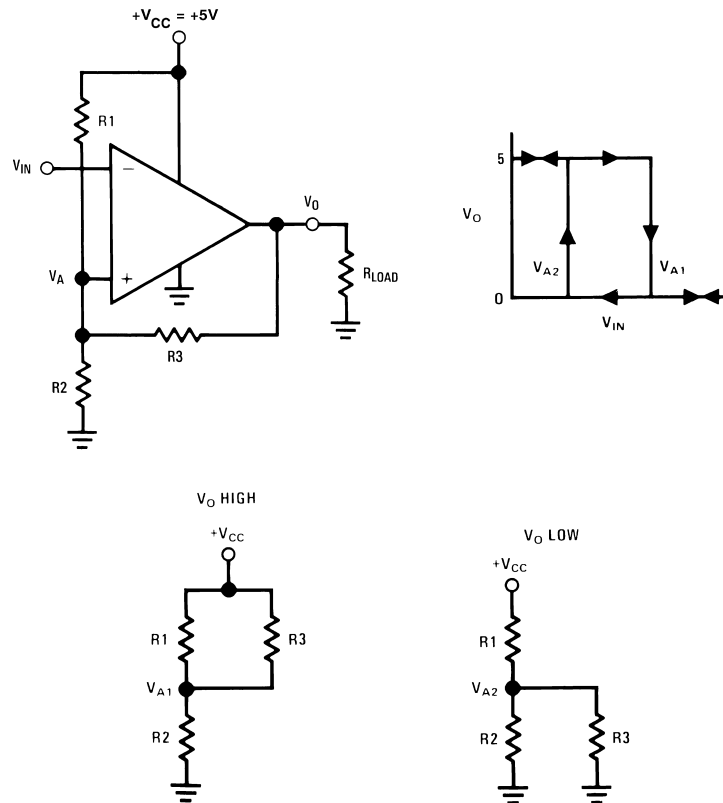 +VCC = +5V
R1
VIN
−
VO
VA
+
RLOAD
R3
R2
5
VO
VA2
VA1
0
VIN
VO HIGH
+VCC
R1
R3
VA1
R2
VO LOW
+VCC
R1
VA2
R2
R3